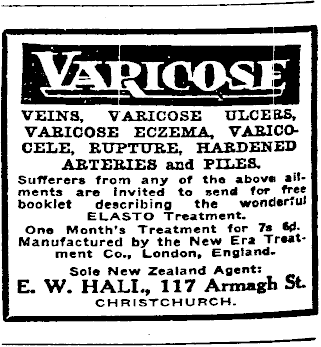 VARICOSE
VEINS, VARICOSE ULCERS,
VARICOSE ECZEMA, VARICO-
CELE, RUPTURE, HARDENED
ARTERIES and PILES.
Sufferers from any of the above ail-
ments are invited to send for free
booklet describing the wonderful
ELASTO Treatment.
One Month's Treatment for 7s 6d.
Manufactured by the New Era Treat-
ment Co., London, England.
Sole New Zealand Agent:
E. W. HALL, 117 Armagh St.
CHRISTCHURCH.